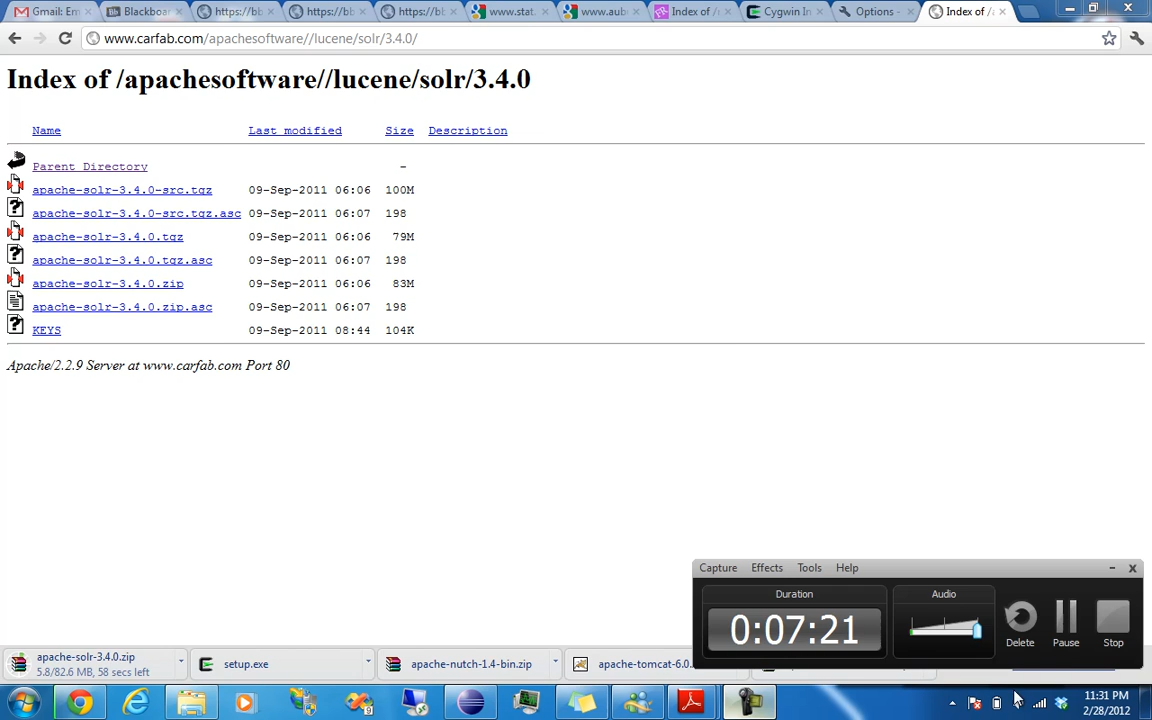 Gmail: Em
Blackboar
https://bb
https://bb
https://bb
www.stat.
www.aub
Index of /
Cygwin In
Options -
Index of /a
www.carfab.com/apachesoftware//lucene/solr/3.4.0/
Index of /apachesoftware//lucene/solr/3.4.0
Name Last modified Size Description
Parent Directory -
apache-solr-3.4.0-src.tgz 09-Sep-2011 06:06 100M
apache-solr-3.4.0-src.tgz.asc 09-Sep-2011 06:07 198
apache-solr-3.4.0.tgz 09-Sep-2011 06:06 79M
apache-solr-3.4.0.tgz.asc 09-Sep-2011 06:07 198
apache-solr-3.4.0.zip 09-Sep-2011 06:06 83M
apache-solr-3.4.0.zip.asc 09-Sep-2011 06:07 198
KEYS 09-Sep-2011 08:44 104K
Apache/2.2.9 Server at www.carfab.com Port 80
Capture Effects Tools Help
Duration
Audio
0:07:21
Delete Pause Stop
apache-solr-3.4.0.zip
5.8/82.6 MB, 58 secs left
setup.exe
apache-nutch-1.4-bin.zip
apache-tomcat-6.0.
11:31 PM
2/28/2012